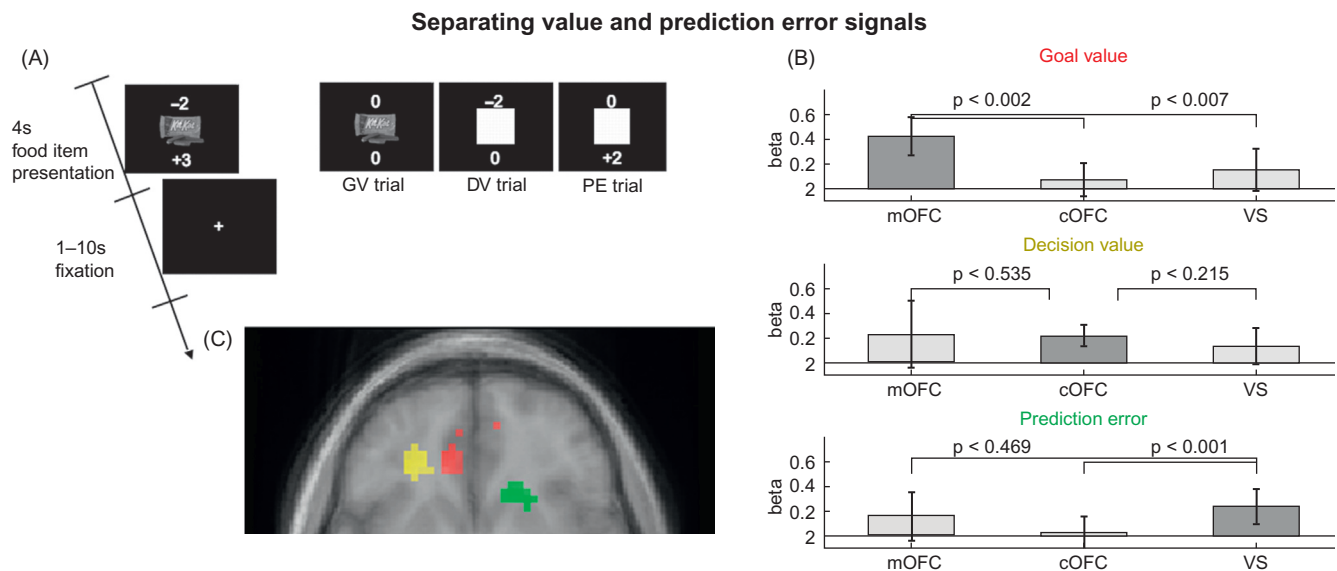 Separating value and prediction error signals
(A)
4s
food item
presentation
1–10s
fixation
–2
KitKat
+3
+
0
KitKat
0
GV trial
–2
0
DV trial
0
+2
PE trial
(B)
Goal value
p < 0.002
p < 0.007
beta
0.6
0.2
2
mOFC
cOFC
VS
Decision value
p < 0.535
p < 0.215
beta
0.6
0.4
0.2
2
mOFC
cOFC
VS
Prediction error
p < 0.469
p < 0.001
beta
0.6
0.4
0.2
2
mOFC
cOFC
VS
(C)